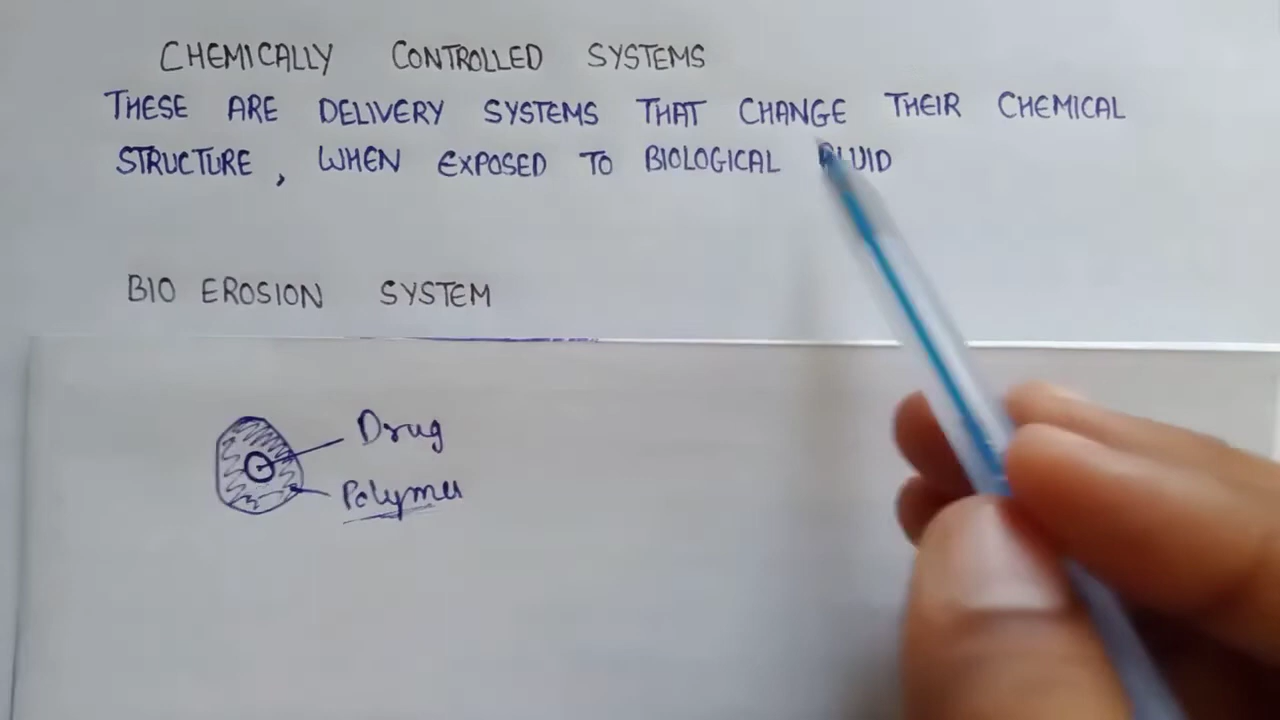 CHEMICALLY CONTROLLED SYSTEMS
THESE ARE DELIVERY SYSTEMS THAT CHANGE THEIR CHEMICAL
STRUCTURE, WHEN EXPOSED TO BIOLOGICAL FLUID
BIO EROSION SYSTEM
Drug
Polymer